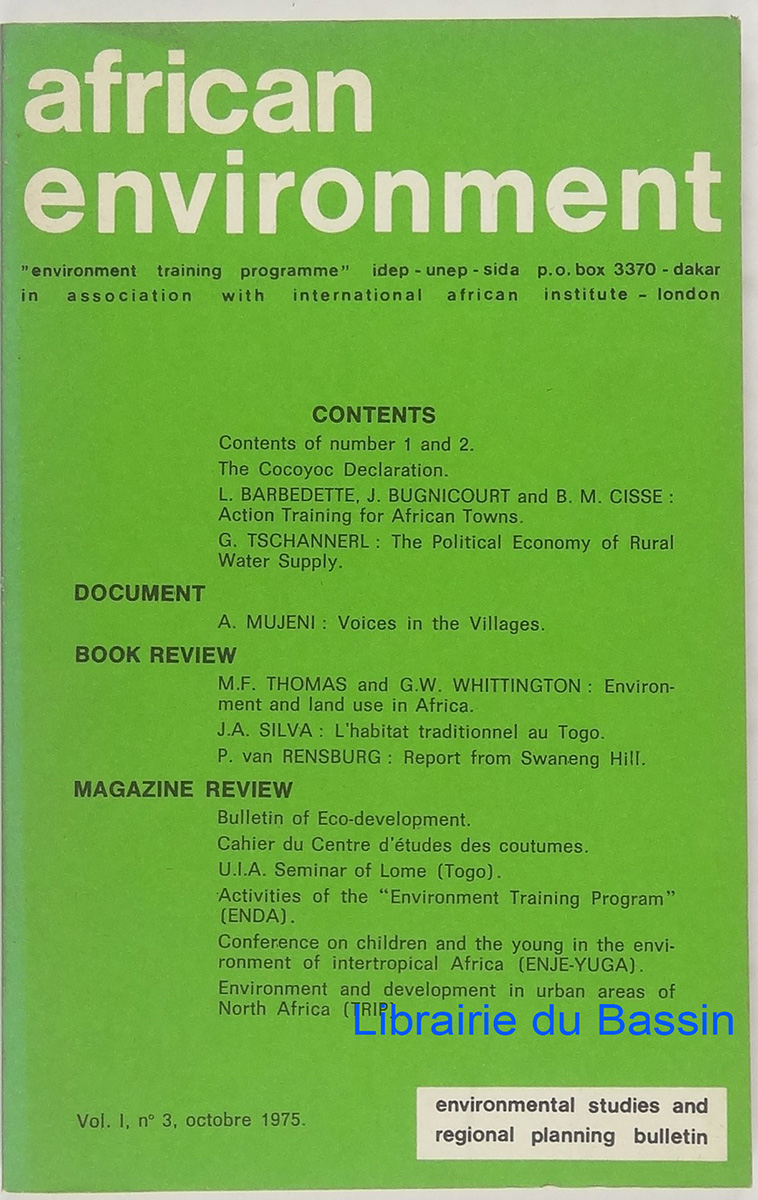 african
environment
"environment training programme" idep - unep - sida p.o. box 3370 - dakar
in association with international african institute - london
CONTENTS
Contents of number 1 and 2.
The Cocoyoc Declaration.
L. BARBEDETTE, J. BUGNICOURT and B. M. CISSE :
Action Training for African Towns.
G. TSCHANNERL : The Political Economy of Rural
Water Supply.
DOCUMENT
A. MUJENI : Voices in the Villages.
BOOK REVIEW
M.F. THOMAS and G.W. WHITTINGTON : Environ-
ment and land use in Africa.
J.A. SILVA : L'habitat traditionnel au Togo.
P. van RENSBURG : Report from Swaneng Hill.
MAGAZINE REVIEW
Bulletin of Eco-development.
Cahier du Centre d'études des coutumes.
U.I.A. Seminar of Lome (Togo).
Activities of the "Environment Training Program"
(ENDA).
Conference on children and the young in the envi-
ronment of intertropical Africa (ENJE-YUGA).
Environment and development in urban areas of
North Africa (TRIP)
Librairie du Bassin
Vol. I, n° 3, octobre 1975.
environmental studies and
regional planning bulletin